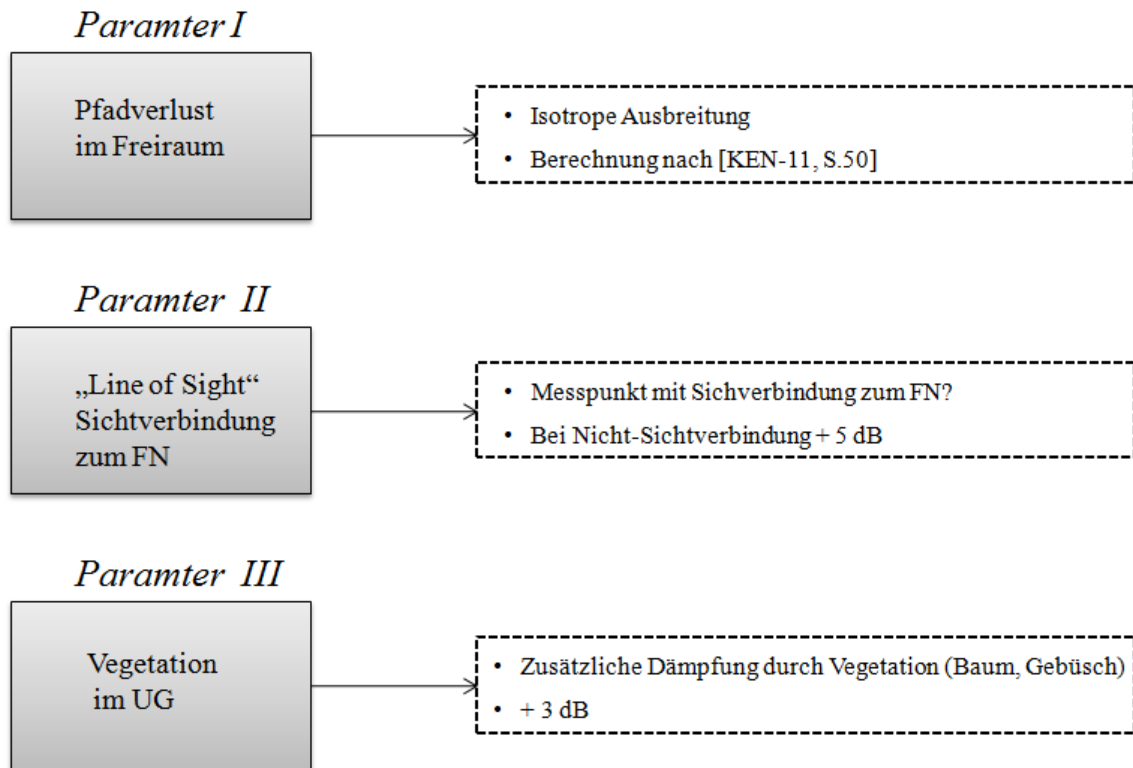 Paramter I
Pfadverlust
im Freiraum
• Isotrope Ausbreitung
• Berechnung nach [KEN-11, S.50]
Paramter II
„Line of Sight“
Sichtverbindung
zum FN
• Messpunkt mit Sichverbindung zum FN?
• Bei Nicht-Sichtverbindung + 5 dB
Paramter III
Vegetation
im UG
• Zusätzliche Dämpfung durch Vegetation (Baum, Gebüsch)
• + 3 dB